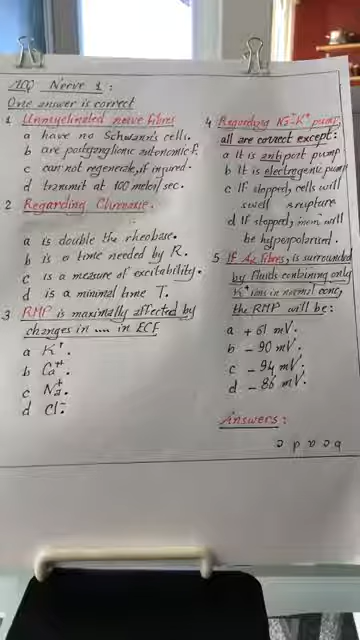 MCQ Nerve 1:
One answer is correct
1 Unmyelinated nerve fibres
a have no Schwann's cells.
b are postganglionic autonomic f.
c can not regenerate, if injured.
d transmit at 100 meter/sec.
2 Regarding Chronaxie.
a is double the rheobase.
b is a time needed by R.
c is a measure of excitability.
d is a minimal time T.
3 RMP is maximally affected by
changes in .... in ECF
a K+.
b Ca++.
c Na+.
d Cl-.
4 Regarding Na-K+ pump,
all are correct except:
a It is antiport pump
b It is electrogenic pump
c If stopped, cells will
swell & rupture
d If stopped, mem will
be hyperpolarised.
5 If Ax fibres, is surrounded
by fluids containing only
K+ ions in normal conc,
the RMP will be:
a + 61 mV.
b - 90 mV.
c - 94 mV.
d - 86 mV.
Answers:
b c a d c